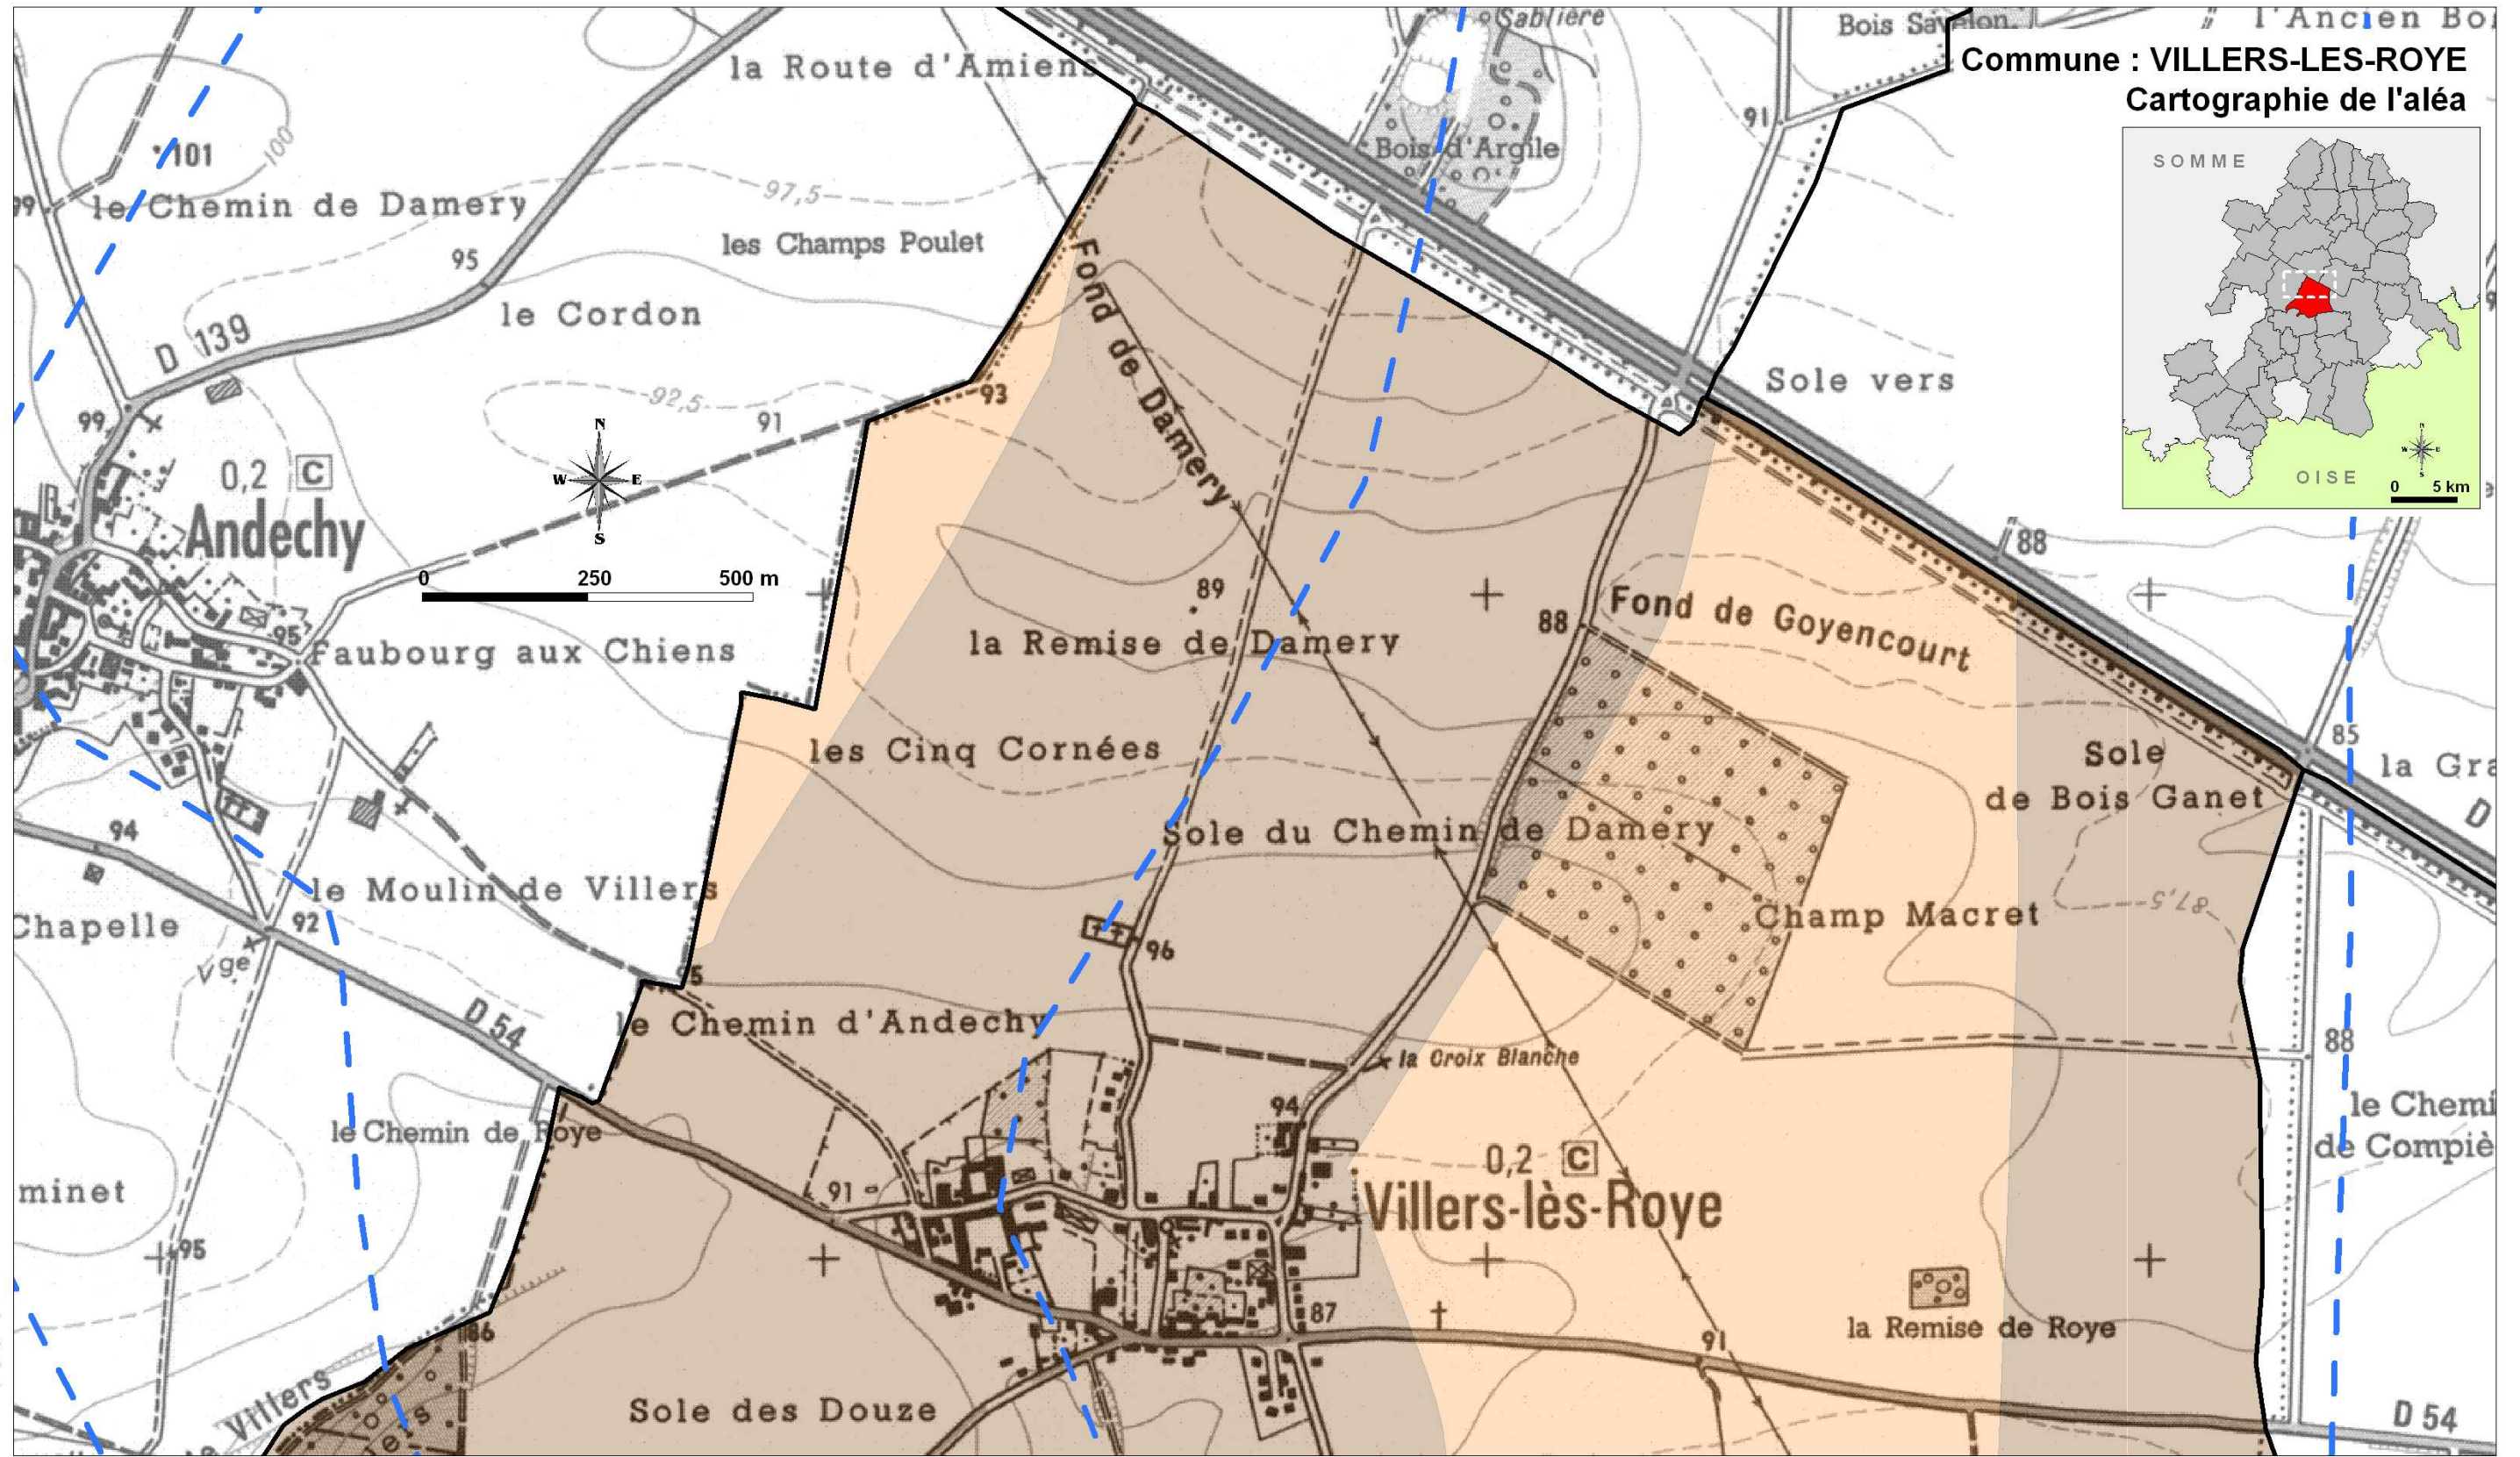 Sablière
Bois Savelon
l'Ancien Bo
la Route d'Amiens
Commune : VILLERS-LES-ROYE
Cartographie de l'aléa
91
101
100
Bois d'Argile
SOMME
97,5
99
le Chemin de Damery
les Champs Poulet
95
le Cordon
Fond de Damery
D 139
Sole vers
92,5
93
91
99
N
W E
S
0,2 C
Andechy
OISE
N
W E
S
0 5 km
88
0 250 500 m
89
Fond de Goyencourt
88
95
Faubourg aux Chiens
la Remise de Damery
85
les Cinq Cornées
Sole
de Bois Ganet
la Gra
D
94
Sole du Chemin de Damery
le Moulin de Villers
87,5
Chapelle
92
Champ Macret
96
Vge
95
D 54
le Chemin d'Andechy
88
la Croix Blanche
94
le Chemi
de Compiè
le Chemin de Roye
0,2 C
minet
91
Villers-lès-Roye
95
87
86
91
la Remise de Roye
Villers
Sole des Douze
D 54